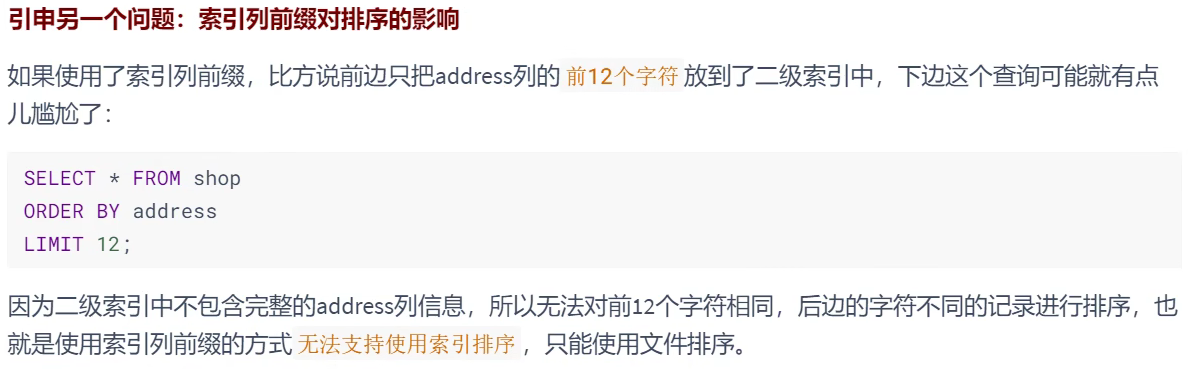 引申另一个问题：索引列前缀对排序的影响
如果使用了索引列前缀，比方说前边只把address列的 前12个字符 放到了二级索引中，下边这个查询可能就有点
儿尴尬了：
SELECT * FROM shop
ORDER BY address
LIMIT 12;
因为二级索引中不包含完整的address列信息，所以无法对前12个字符相同，后边的字符不同的记录进行排序，也
就是使用索引列前缀的方式 无法支持使用索引排序 ，只能使用文件排序。